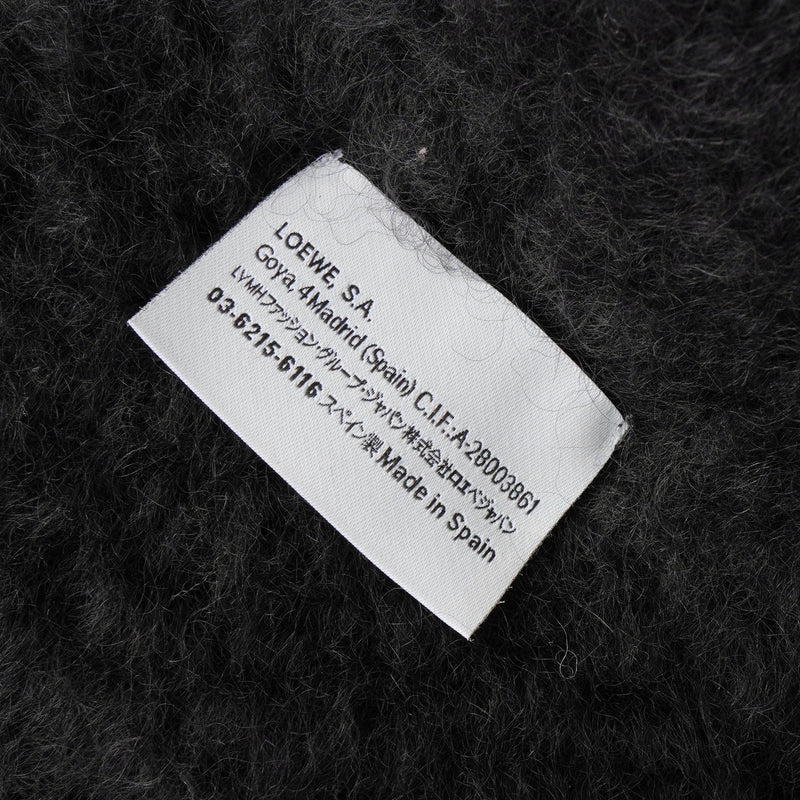 LOEWE, S.A.
Goya, 4Madrid (Spain) C.I.F.:A-28003861
LVMHファッション・グループ・ジャパン株式会社ロエベジャパン
03-6215-6116 スペイン製 Made in Spain